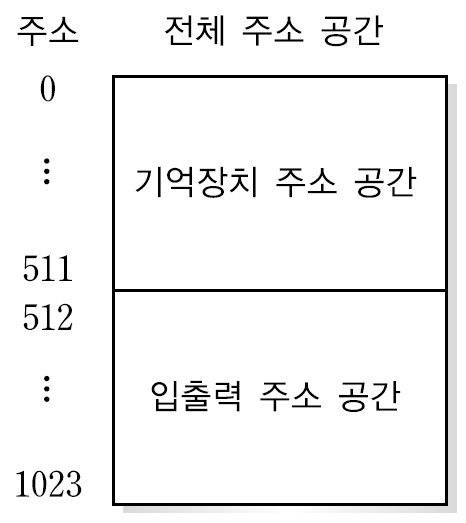 주소 전체 주소 공간
0
⋮
기억장치 주소 공간
511
512
⋮
입출력 주소 공간
1023